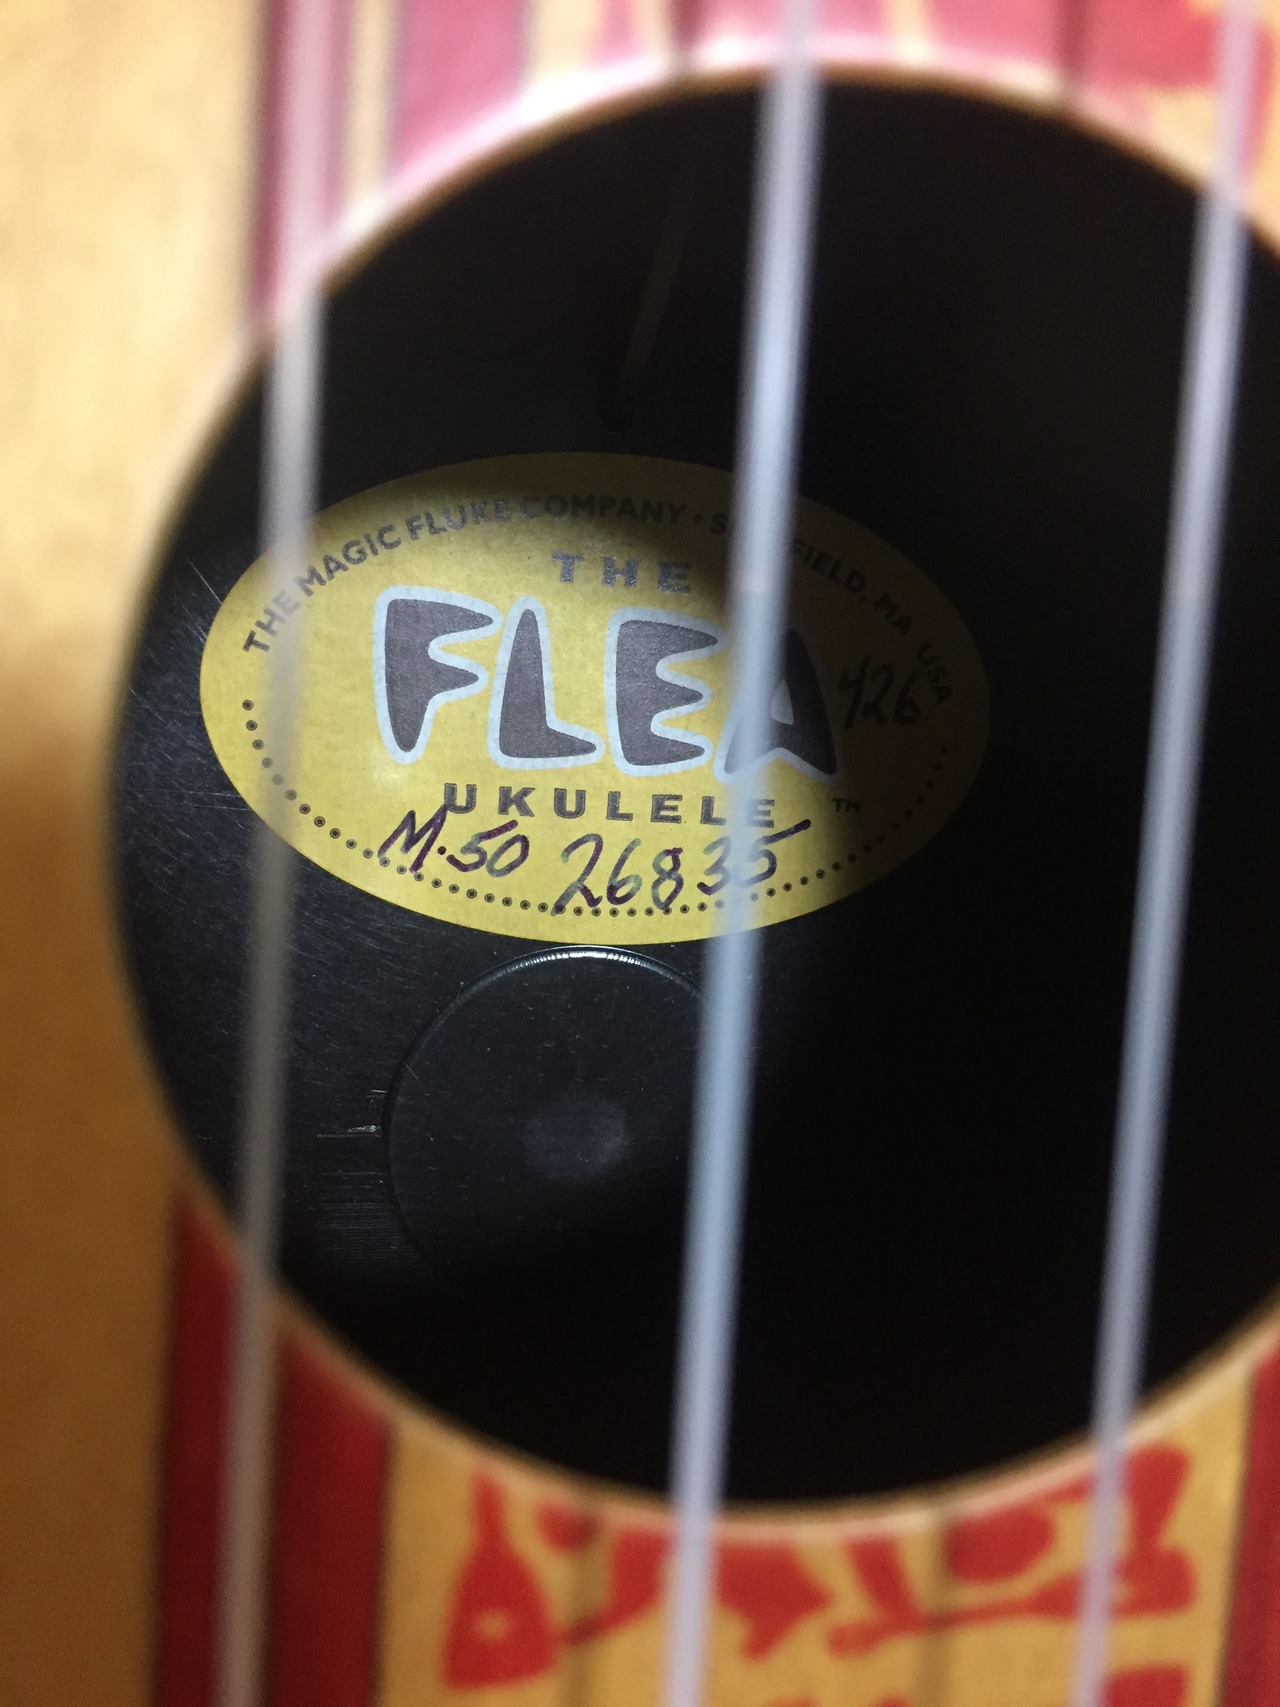 THE MAGIC FLUKE COMPANY · FIELD, MA USA
THE
FLEA
426
UKULELE ™
M.50 26835